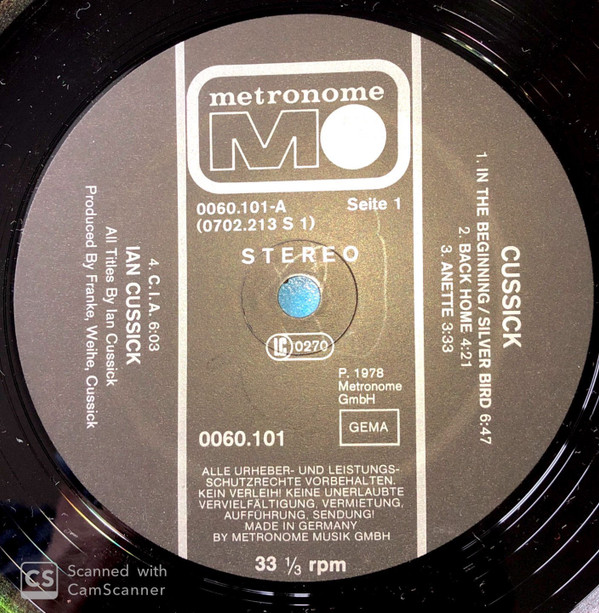 metronome
MO
0060.101-A Seite 1
(0702.213 S 1)
STEREO
LC 0270
P. 1978
Metronome
GmbH
GEMA
0060.101
ALLE URHEBER- UND LEISTUNGS-
SCHUTZRECHTE VORBEHALTEN.
KEIN VERLEIH! KEINE UNERLAUBTE
VERVIELFÄLTIGUNG, VERMIETUNG,
AUFFÜHRUNG, SENDUNG!
MADE IN GERMANY
BY METRONOME MUSIK GMBH
33 1/3 rpm
CUSSICK
1. IN THE BEGINNING / SILVER BIRD 6:47
2. BACK HOME 4:21
3. ANETTE 3:33
4. C.I.A. 6:03
IAN CUSSICK
All Titles By Ian Cussick
Produced By Franke, Weihe, Cussick
CS Scanned with
CamScanner